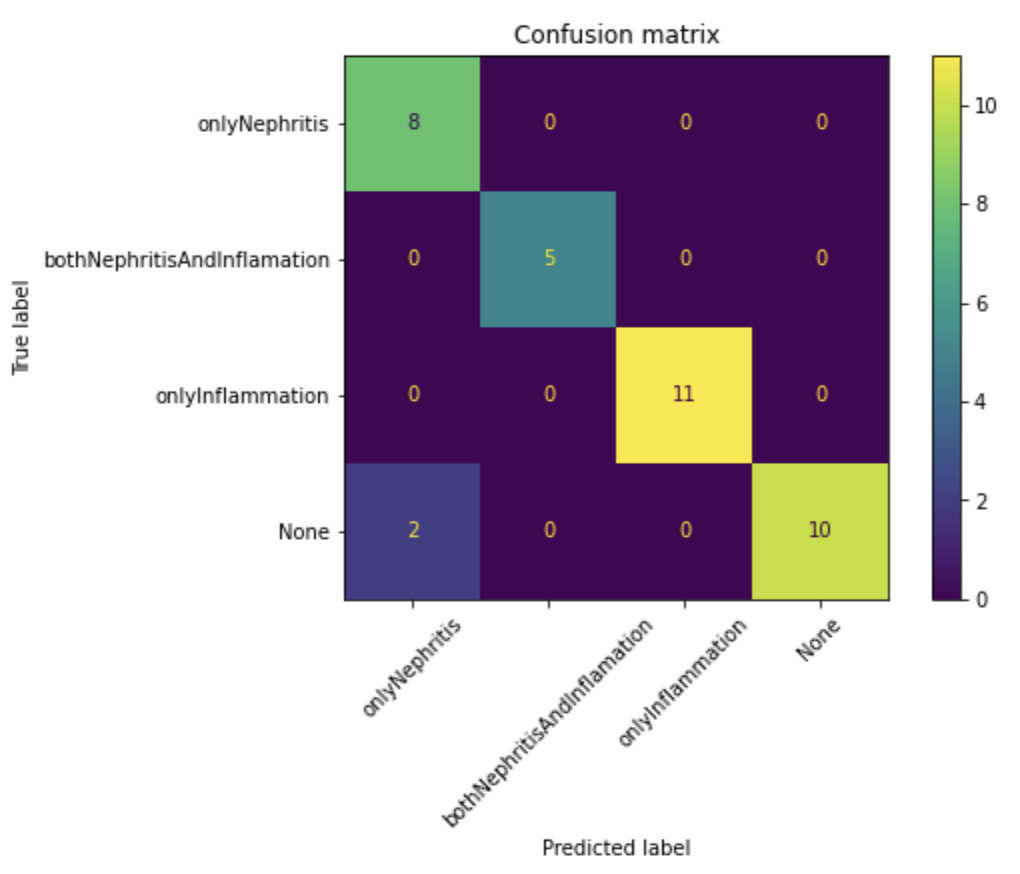 Confusion matrix
onlyNephritis 8 0 0 0
bothNephritisAndInflamation 0 5 0 0
onlyInflammation 0 0 11 0
None 2 0 0 10
True label
onlyNephritis
bothNephritisAndInflamation
onlyInflammation
None
Predicted label
10
8
6
4
2
0